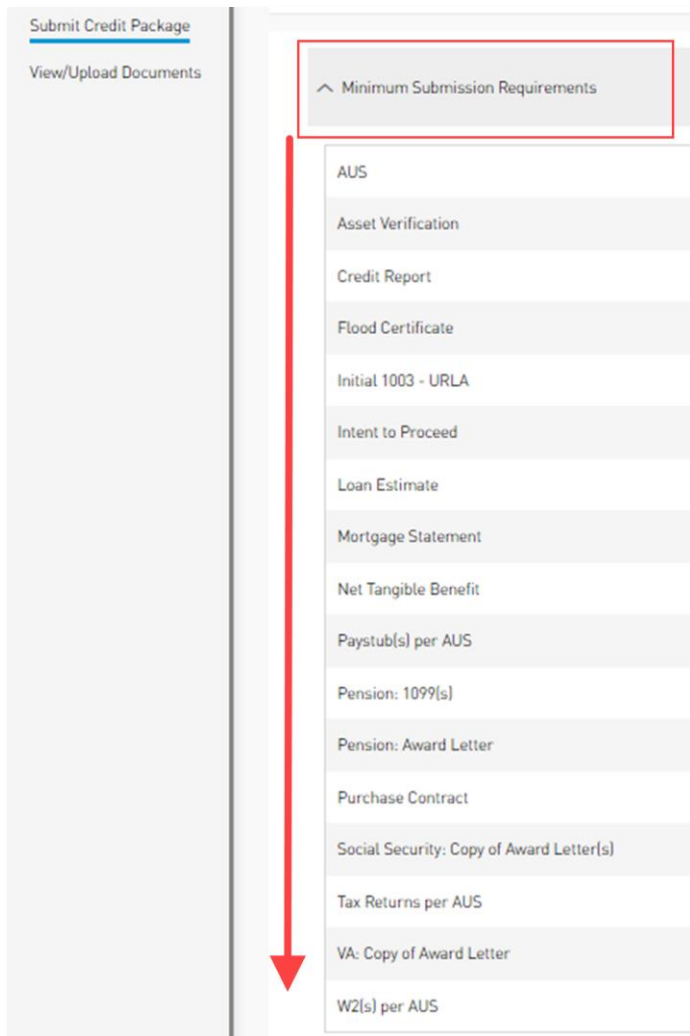 Submit Credit Package
View/Upload Documents
Minimum Submission Requirements
AUS
Asset Verification
Credit Report
Flood Certificate
Initial 1003 - URLA
Intent to Proceed
Loan Estimate
Mortgage Statement
Net Tangible Benefit
Paystub(s) per AUS
Pension: 1099(s)
Pension: Award Letter
Purchase Contract
Social Security: Copy of Award Letter(s)
Tax Returns per AUS
VA: Copy of Award Letter
W2(s) per AUS